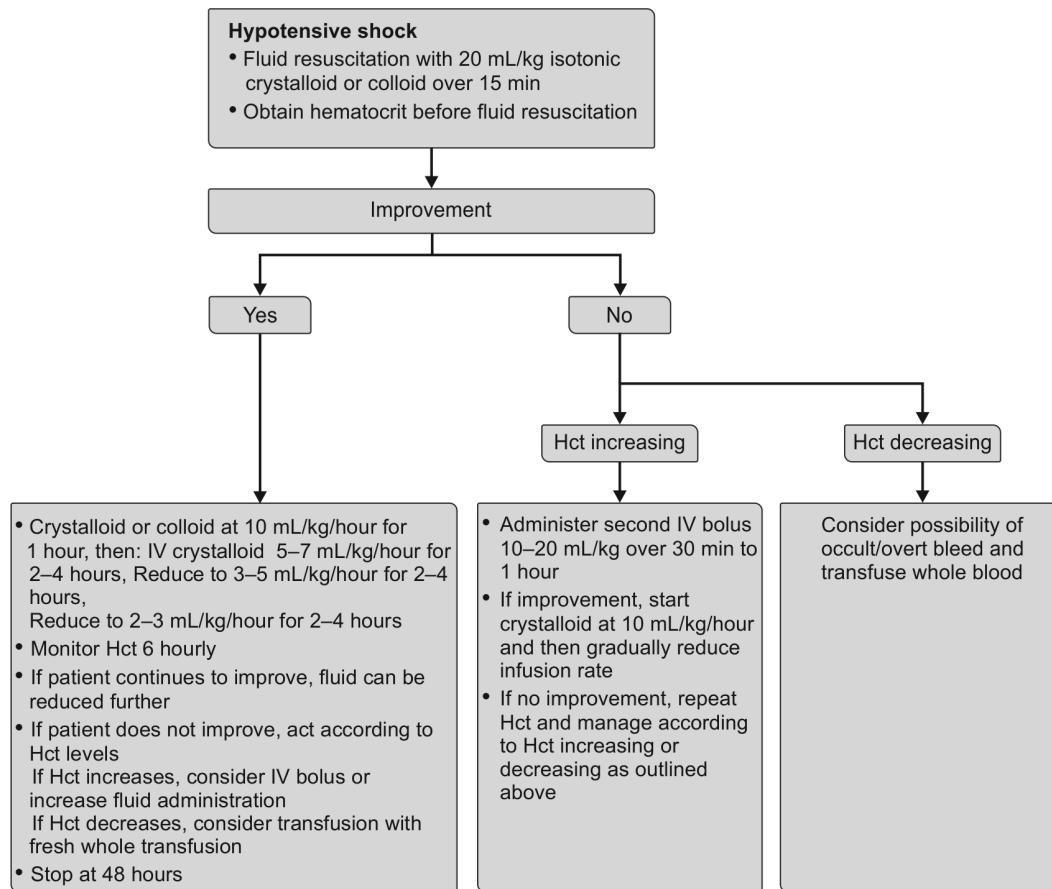 Hypotensive shock
• Fluid resuscitation with 20 mL/kg isotonic
crystalloid or colloid over 15 min
• Obtain hematocrit before fluid resuscitation
Improvement
Yes
No
Hct increasing
Hct decreasing
• Crystalloid or colloid at 10 mL/kg/hour for
1 hour, then: IV crystalloid 5–7 mL/kg/hour for
2–4 hours, Reduce to 3–5 mL/kg/hour for 2–4
hours,
Reduce to 2–3 mL/kg/hour for 2–4 hours
• Monitor Hct 6 hourly
• If patient continues to improve, fluid can be
reduced further
• If patient does not improve, act according to
Hct levels
If Hct increases, consider IV bolus or
increase fluid administration
If Hct decreases, consider transfusion with
fresh whole transfusion
• Stop at 48 hours
• Administer second IV bolus
10–20 mL/kg over 30 min to
1 hour
• If improvement, start
crystalloid at 10 mL/kg/hour
and then gradually reduce
infusion rate
• If no improvement, repeat
Hct and manage according
to Hct increasing or
decreasing as outlined
above
Consider possibility of
occult/overt bleed and
transfuse whole blood